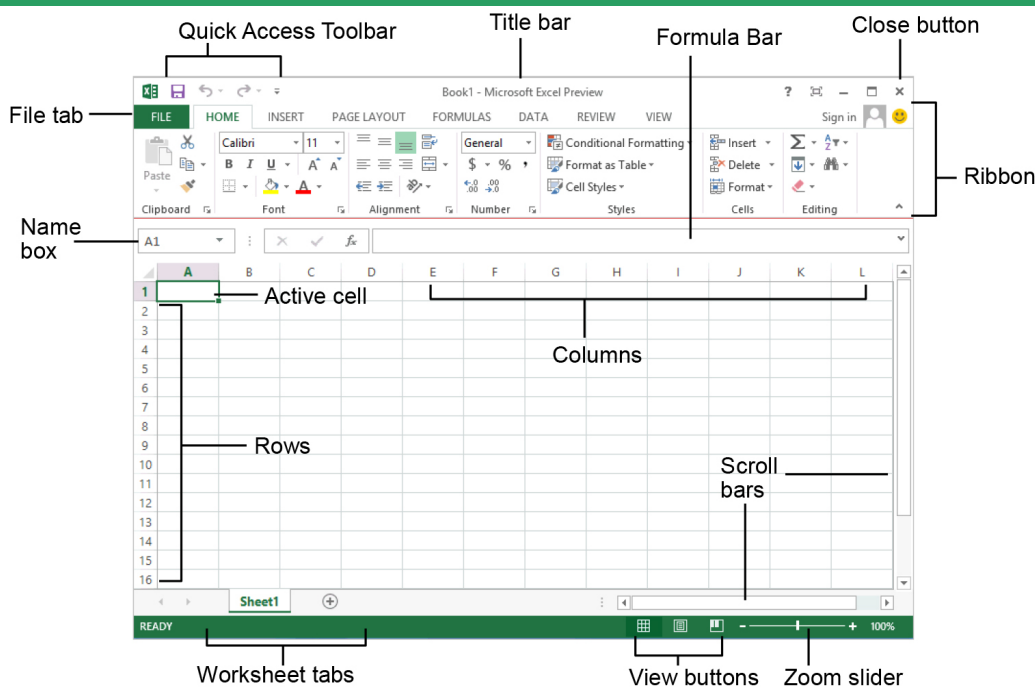 Quick Access Toolbar
Title bar
Formula Bar
Close button
Book1 - Microsoft Excel Preview
?
File tab
FILE HOME INSERT PAGE LAYOUT FORMULAS DATA REVIEW VIEW Sign in
Paste
Calibri 11
B I U A A
A
General
$ % ,
.0 .00
.00 .0
Conditional Formatting
Format as Table
Cell Styles
Insert
Delete
Format
Σ A Z
Ribbon
Clipboard Font Alignment Number Styles Cells Editing
Name
box
A1
fx
A B C D E F G H I J K L
1
Active cell
2
3
4
Columns
5
6
7
8
9
Rows
10
Scroll
bars
11
12
13
14
15
16
Sheet1
READY
100%
Worksheet tabs
View buttons
Zoom slider